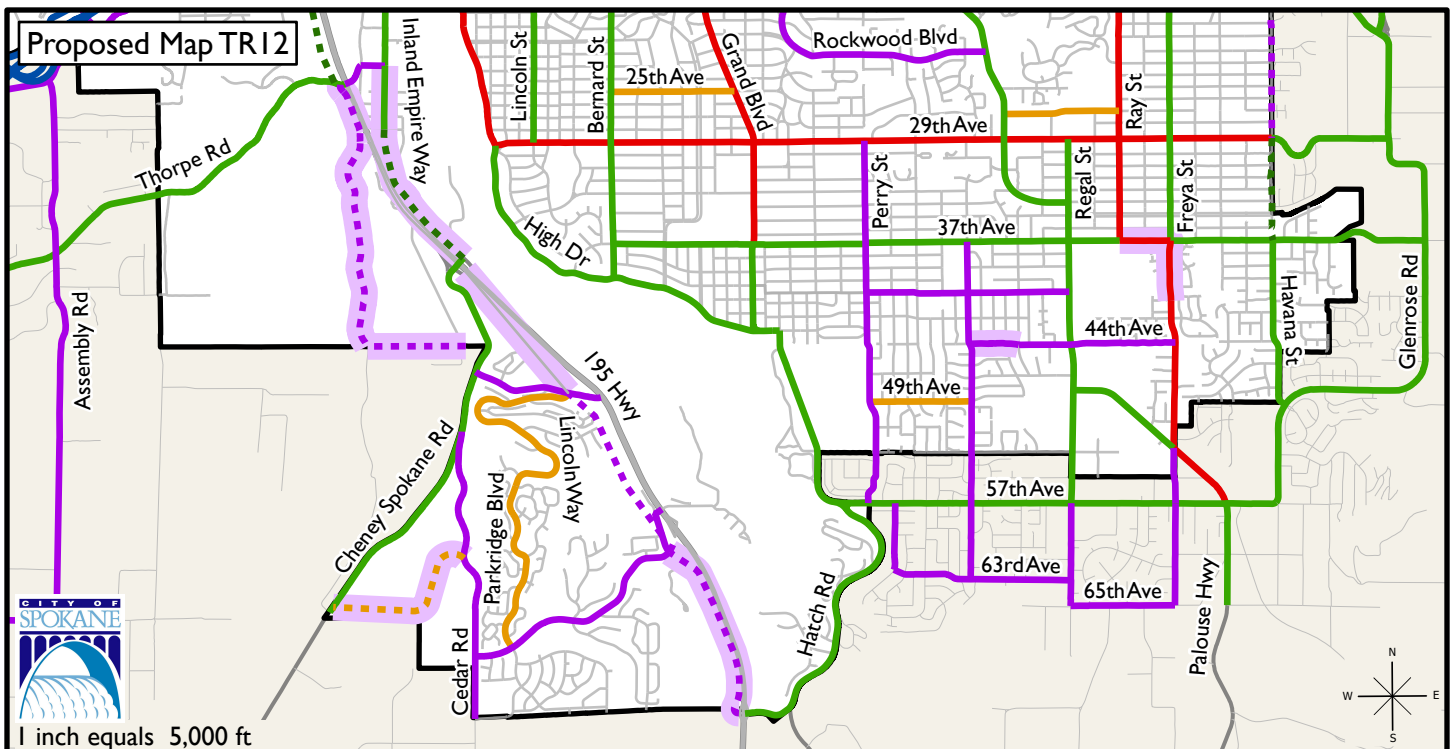 Proposed Map TR12
Inland Empire Way
Lincoln St
Bernard St
25th Ave
Grand Blvd
Rockwood Blvd
Ray St
29th Ave
Thorpe Rd
Perry St
Regal St
Freya St
High Dr
37th Ave
Assembly Rd
Havana St
Glenrose Rd
44th Ave
195 Hwy
49th Ave
Cheney Spokane Rd
Lincoln Way
Parkridge Blvd
57th Ave
63rd Ave
65th Ave
Hatch Rd
Palouse Hwy
Cedar Rd
CITY OF
SPOKANE
1 inch equals 5,000 ft
N
W
E
S